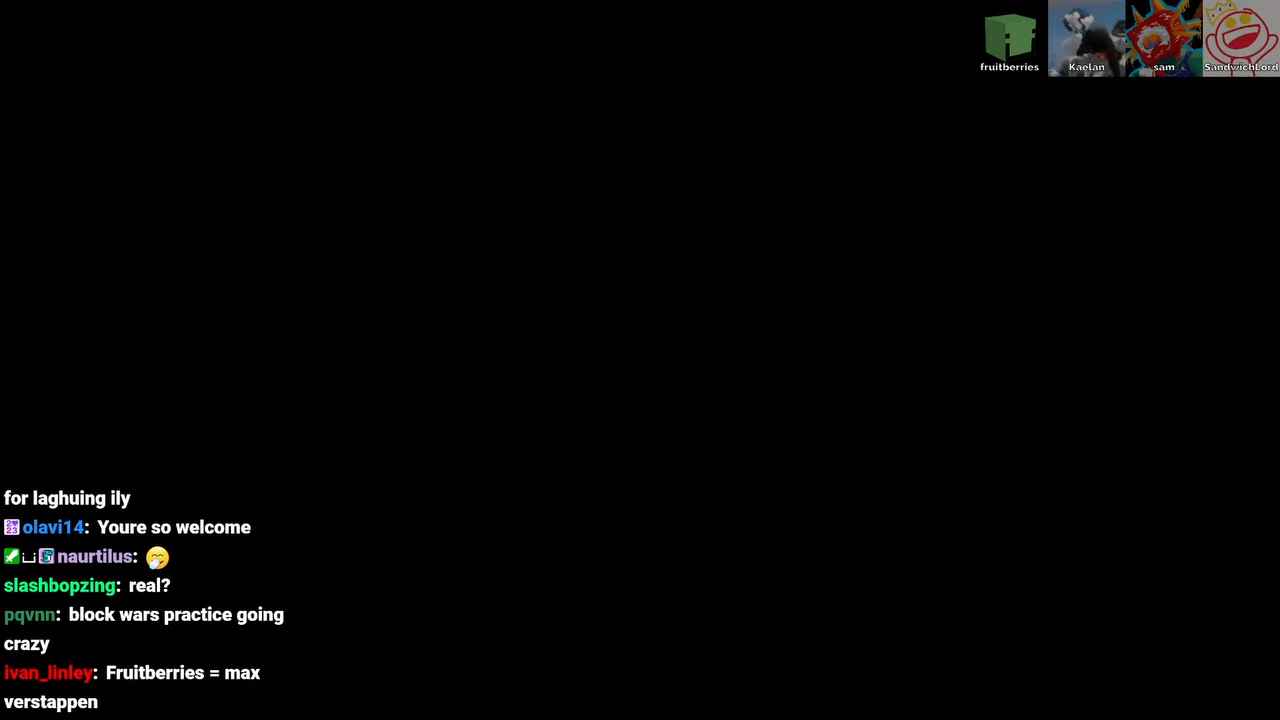 fruitberries Kaelan sam SandwichLord
for laghuing ily
olavi14: Youre so welcome
naurtilus:
slashbopzing: real?
pqvnn: block wars practice going
crazy
ivan_linley: Fruitberries = max
verstappen